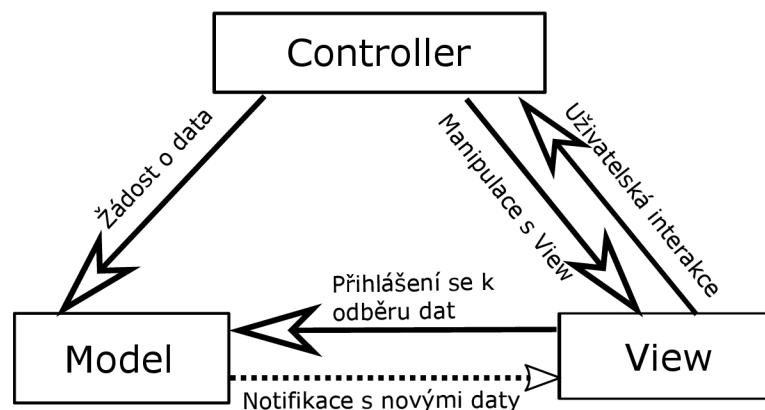 Controller
Žádost o data
Manipulace s View
Uživatelská interakce
Přihlášení se k
odběru dat
Model
View
Notifikace s novými daty